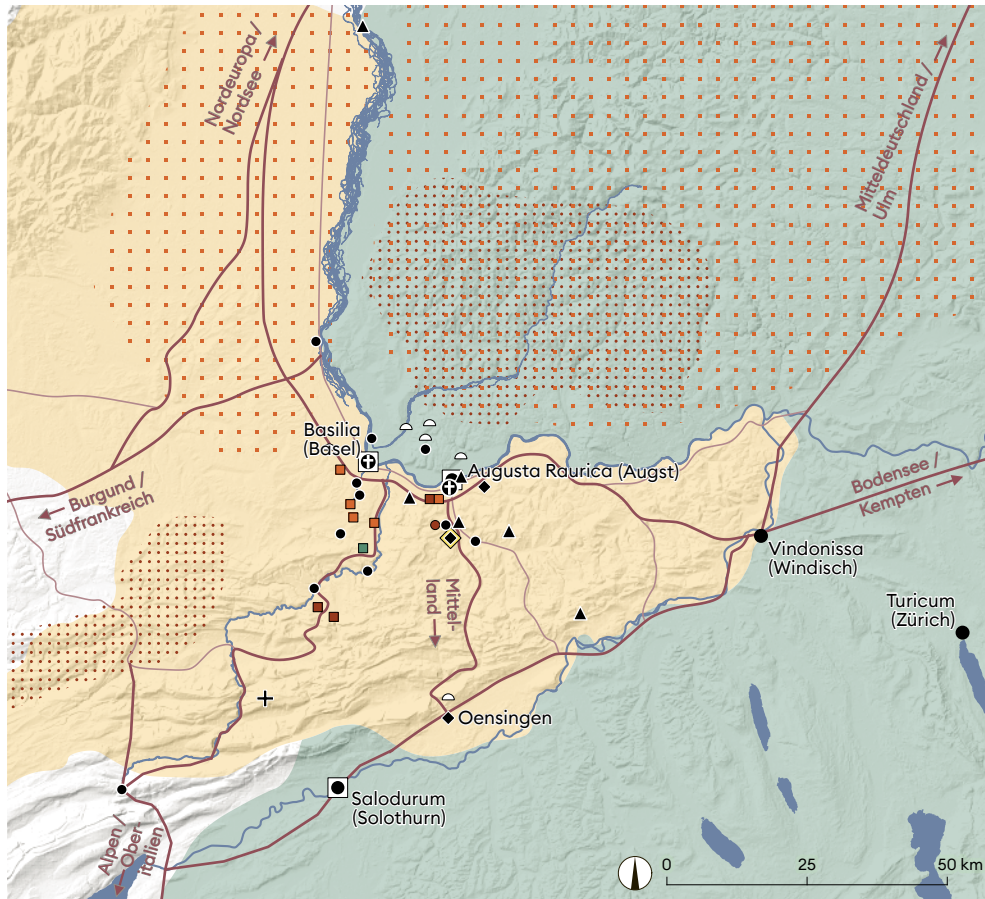 Nordeuropa /
Nordsee
Mitteldeutschland /
Ulm
Basilia
(Basel)
Augusta Raurica (Augst)
Bodensee /
Kempten
Burgund /
Südfrankreich
Vindonissa
(Windisch)
Mittel-
land
Turicum
(Zürich)
Oensingen
Salodurum
(Solothurn)
Alpen /
Ober-
italien
0 25 50 km